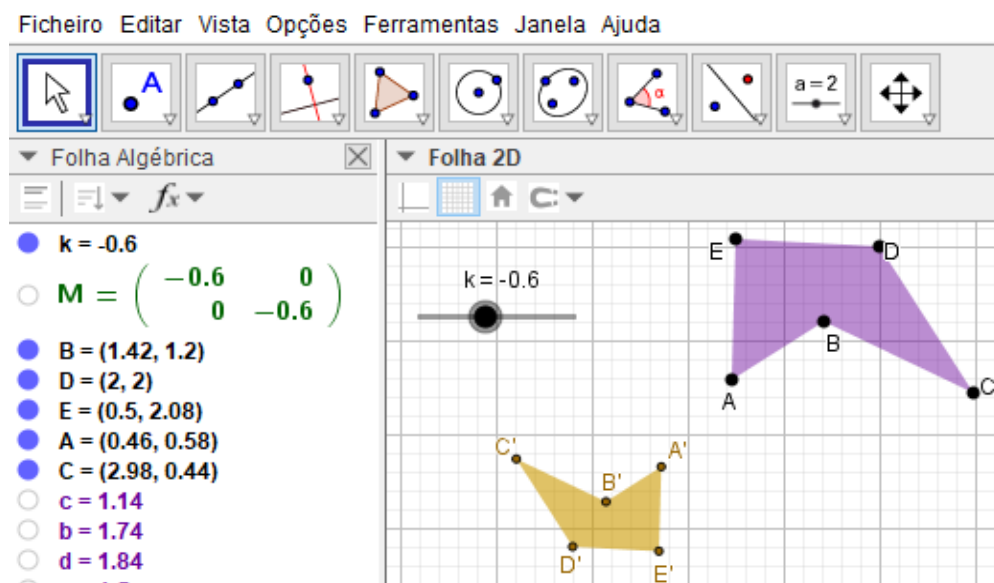 Ficheiro Editar Vista Opções Ferramentas Janela Ajuda
A
α
a = 2
Folha Algébrica
Folha 2D
fx
k = -0.6
M = ( −0.6 0
0 −0.6 )
B = (1.42, 1.2)
D = (2, 2)
E = (0.5, 2.08)
A = (0.46, 0.58)
C = (2.98, 0.44)
c = 1.14
b = 1.74
d = 1.84
k = -0.6
E
D
B
A
C
C'
A'
B'
D'
E'